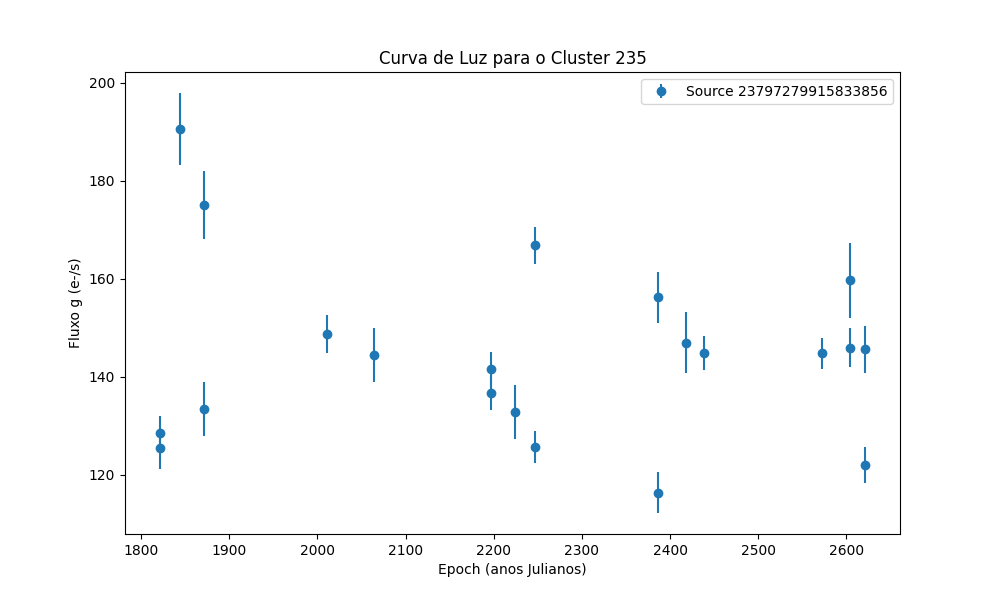 Curva de Luz para o Cluster 235
Source 23797279915833856
200
180
160
140
120
Fluxo g (e-/s)
1800 1900 2000 2100 2200 2300 2400 2500 2600
Epoch (anos Julianos)